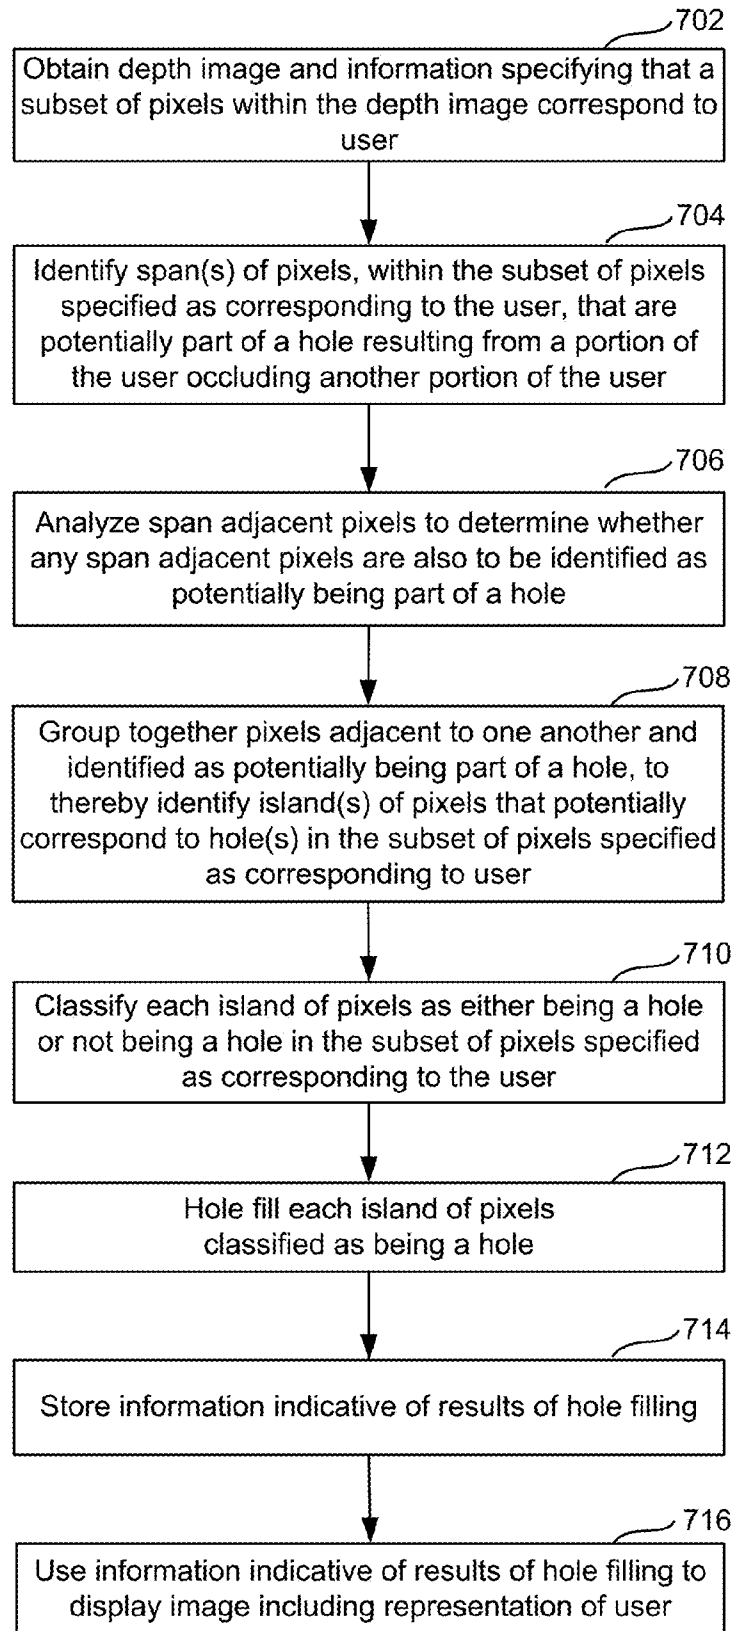 702
Obtain depth image and information specifying that a
subset of pixels within the depth image correspond to
user
704
Identify span(s) of pixels, within the subset of pixels
specified as corresponding to the user, that are
potentially part of a hole resulting from a portion of
the user occluding another portion of the user
706
Analyze span adjacent pixels to determine whether
any span adjacent pixels are also to be identified as
potentially being part of a hole
708
Group together pixels adjacent to one another and
identified as potentially being part of a hole, to
thereby identify island(s) of pixels that potentially
correspond to hole(s) in the subset of pixels specified
as corresponding to user
710
Classify each island of pixels as either being a hole
or not being a hole in the subset of pixels specified
as corresponding to the user
712
Hole fill each island of pixels
classified as being a hole
714
Store information indicative of results of hole filling
716
Use information indicative of results of hole filling to
display image including representation of user